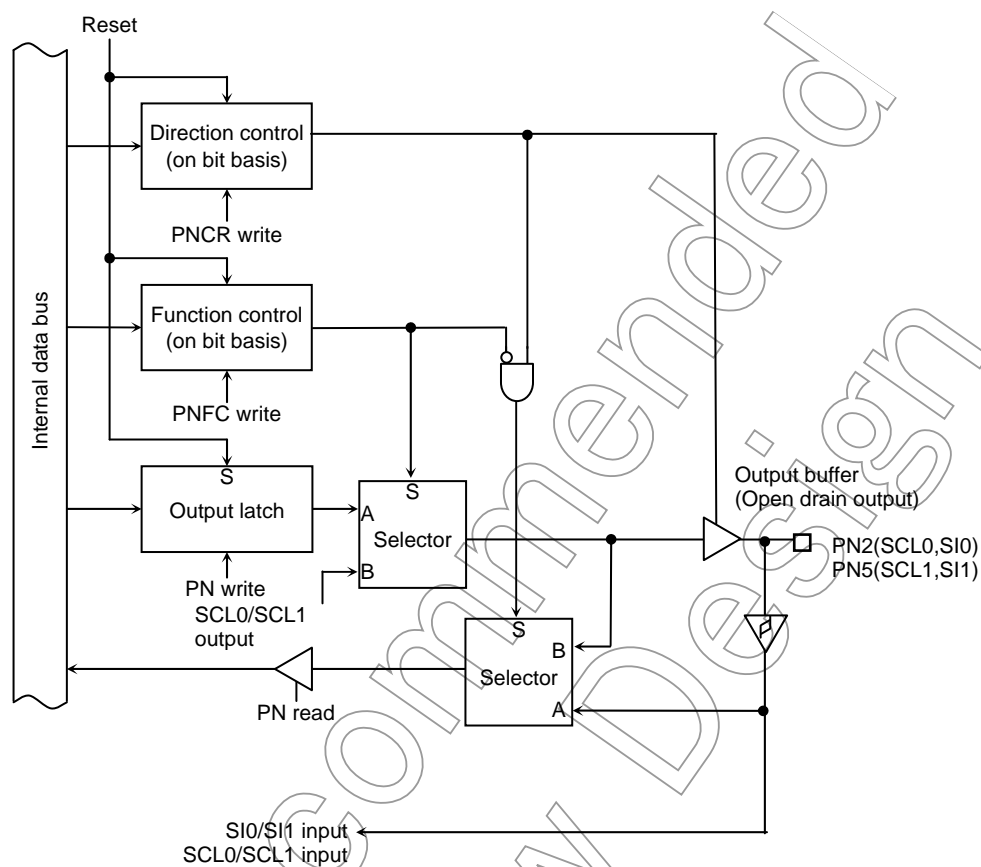 Reset
Direction control
(on bit basis)
PNCR write
Internal data bus
Function control
(on bit basis)
PNFC write
S
Output latch
PN write
S
A
Selector
B
SCL0/SCL1
output
Output buffer
(Open drain output)
PN2(SCL0,SI0)
PN5(SCL1,SI1)
S
B
Selector
A
PN read
SI0/SI1 input
SCL0/SCL1 input
commended
w Design